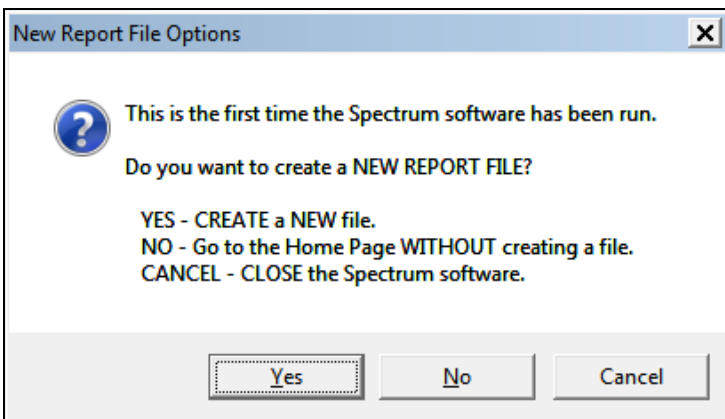 New Report File Options
This is the first time the Spectrum software has been run.
Do you want to create a NEW REPORT FILE?
YES - CREATE a NEW file.
NO - Go to the Home Page WITHOUT creating a file.
CANCEL - CLOSE the Spectrum software.
Yes No Cancel